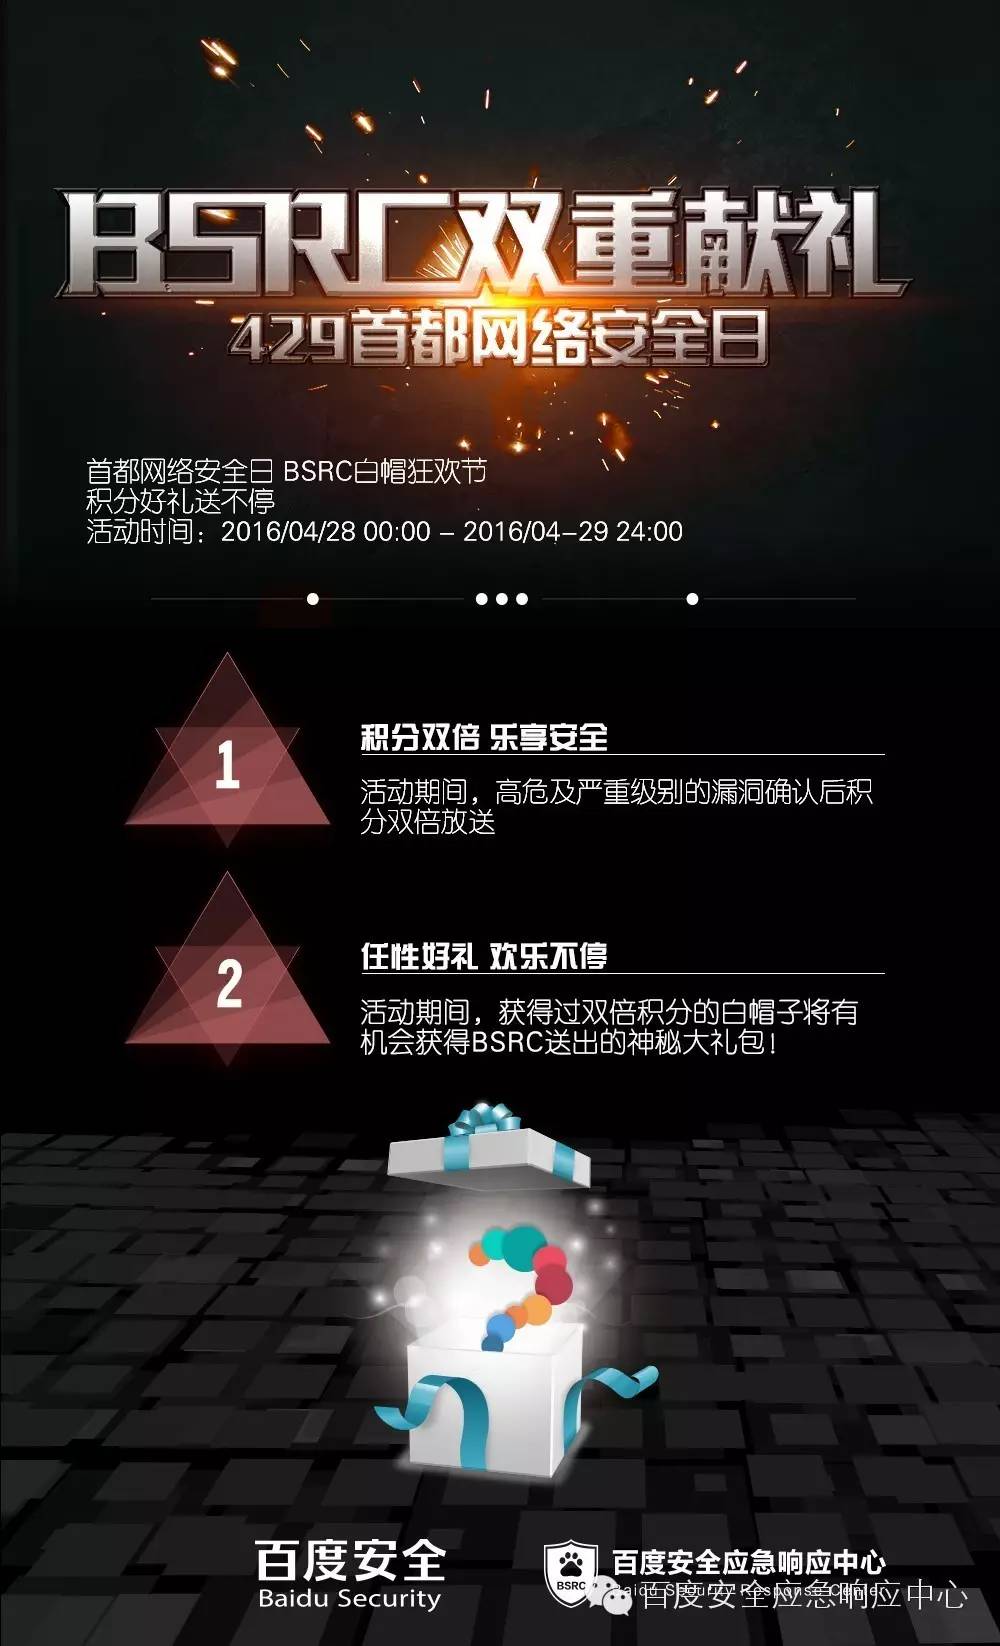 BSRC双重献礼
429首都网络安全日
首都网络安全日 BSRC白帽狂欢节
积分好礼送不停
活动时间：2016/04/28 00:00 – 2016/04–29 24:00
1
积分双倍 乐享安全
活动期间，高危及严重级别的漏洞确认后积
分双倍放送
2
任性好礼 欢乐不停
活动期间，获得过双倍积分的白帽子将有
机会获得BSRC送出的神秘大礼包！
百度安全
Baidu Security
BSRC
百度安全应急响应中心
Baidu Security Response Center
百度安全应急响应中心